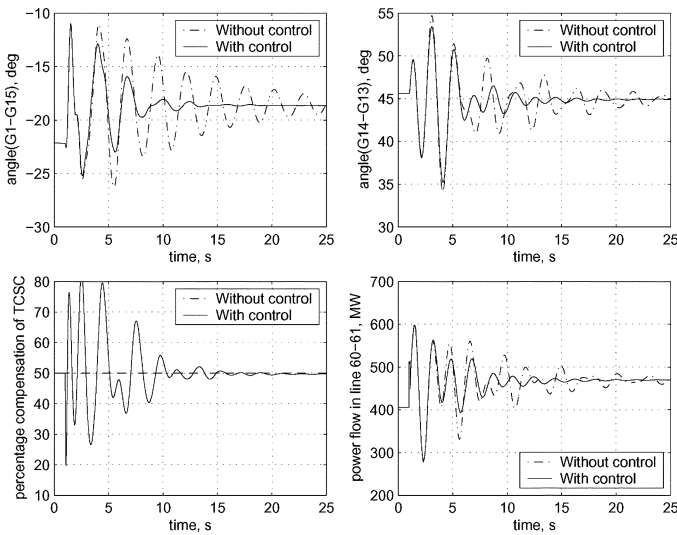 −10
−15
−20
−25
−30
0 5 10 15 20 25
time, s
angle(G1−G15), deg
Without control
With control
55
50
45
40
35
30
0 5 10 15 20 25
time, s
angle(G14−G13), deg
Without control
With control
80
70
60
50
40
30
20
10
0 5 10 15 20 25
time, s
percentage compensation of TCSC
Without control
With control
700
600
500
400
300
200
0 5 10 15 20 25
time, s
power flow in line 60−61, MW
Without control
With control